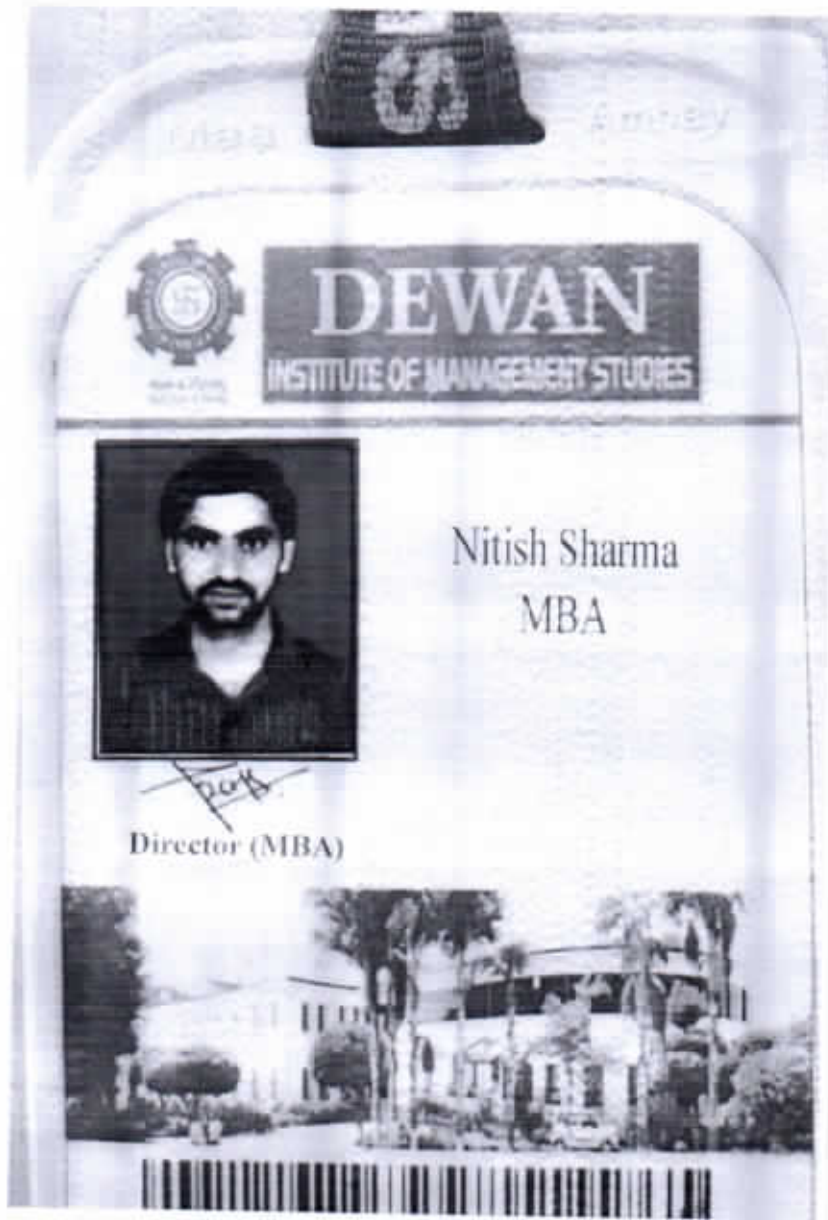 DEWAN
INSTITUTE OF MANAGEMENT STUDIES
Nitish Sharma
MBA
Director (MBA)